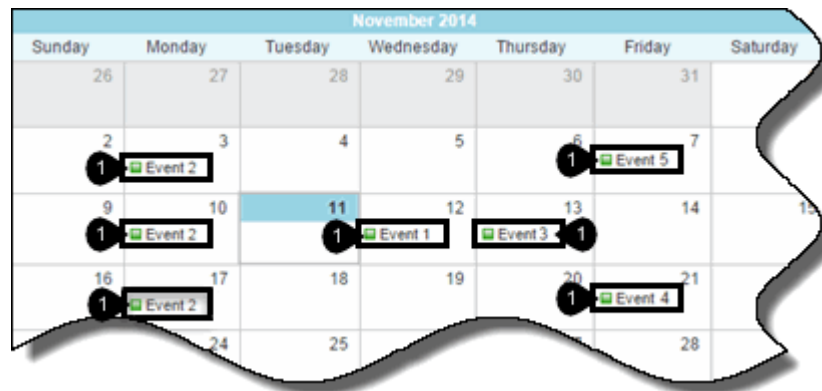 November 2014
Sunday Monday Tuesday Wednesday Thursday Friday Saturday
26 27 28 29 30 31
2 3 4 5 6 7
1 Event 2 1 Event 5
9 10 11 12 13 14 15
1 Event 2 1 Event 1 Event 3 1
16 17 18 19 20 21
1 Event 2 1 Event 4
24 25 28